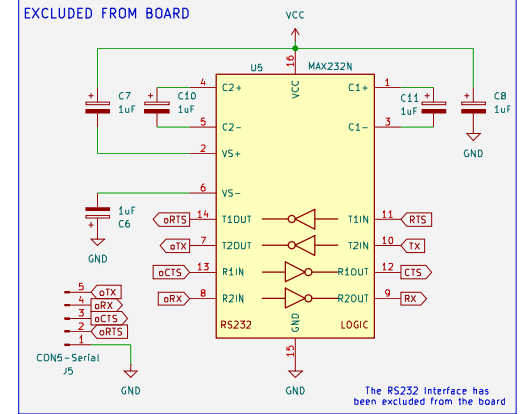 EXCLUDED FROM BOARD
VCC
U5 MAX232N
16
VCC
4 C2+ C1+ 1
C7 1uF
C10 1uF
C11 1uF
C8 1uF
5 C2- C1- 3
2 VS+
GND
6 VS-
1uF
C6
GND
oRTS 14 T1OUT T1IN 11 RTS
oTX 7 T2OUT T2IN 10 TX
oCTS 13 R1IN R1OUT 12 CTS
oRX 8 R2IN R2OUT 9 RX
GND
RS232 LOGIC
15
GND
5 oTX
4 oRX
3 oCTS
2 oRTS
1
CON5-Serial
J5
GND
The RS232 Interface has
been excluded from the board